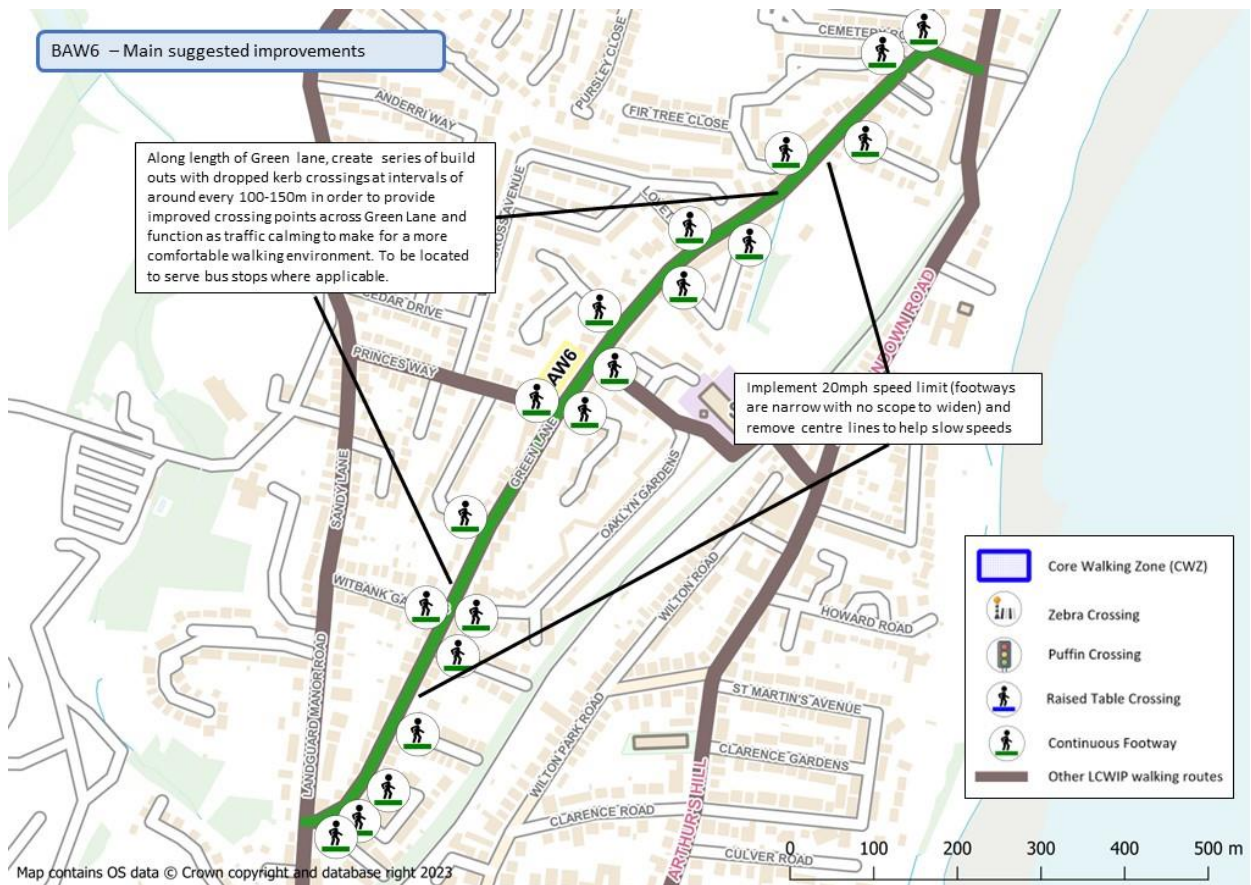 BAW6 – Main suggested improvements
CEMETERY RO
PURSLEY CLOSE
ANDERRI WAY
FIR TREE CLOSE
Along length of Green lane, create series of build
outs with dropped kerb crossings at intervals of
around every 100-150m in order to provide
improved crossing points across Green Lane and
function as traffic calming to make for a more
comfortable walking environment. To be located
to serve bus stops where applicable.
CROSS AVENUE
LOVET
CEDAR DRIVE
NDOWN ROAD
PRINCES WAY
AW6
Implement 20mph speed limit (footways
are narrow with no scope to widen) and
remove centre lines to help slow speeds
GREEN LANE
SANDY LANE
OAKLYN GARDENS
WITBANK GA
WILTON ROAD
HOWARD ROAD
LANDGUARD MANOR ROAD
ST MARTIN'S AVENUE
WILTON PARK ROAD
CLARENCE GARDENS
CLARENCE ROAD
ARTHUR'S HILL
CULVER ROAD
Core Walking Zone (CWZ)
Zebra Crossing
Puffin Crossing
Raised Table Crossing
Continuous Footway
Other LCWIP walking routes
0 100 200 300 400 500 m
Map contains OS data © Crown copyright and database right 2023